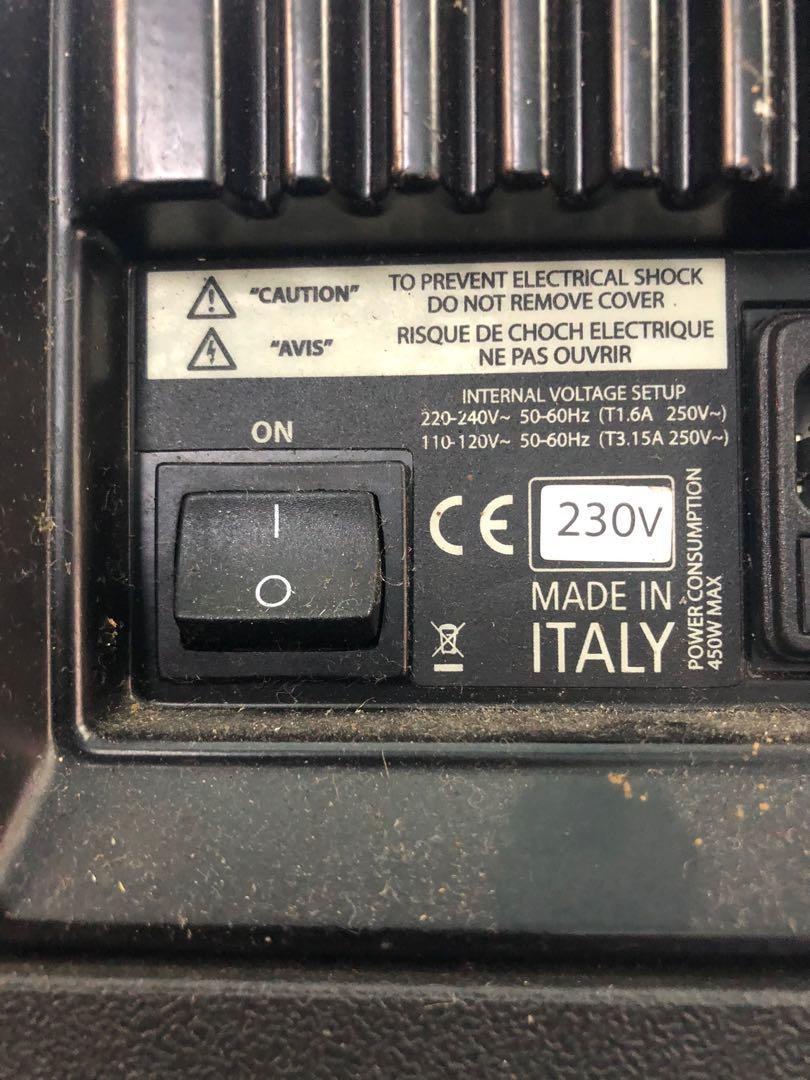 "CAUTION" TO PREVENT ELECTRICAL SHOCK
DO NOT REMOVE COVER
"AVIS" RISQUE DE CHOCH ELECTRIQUE
NE PAS OUVRIR
INTERNAL VOLTAGE SETUP
220-240V~ 50-60Hz (T1.6A 250V~)
110-120V~ 50-60Hz (T3.15A 250V~)
ON
I
O
CE
230V
MADE IN
ITALY
POWER CONSUMPTION
450W MAX